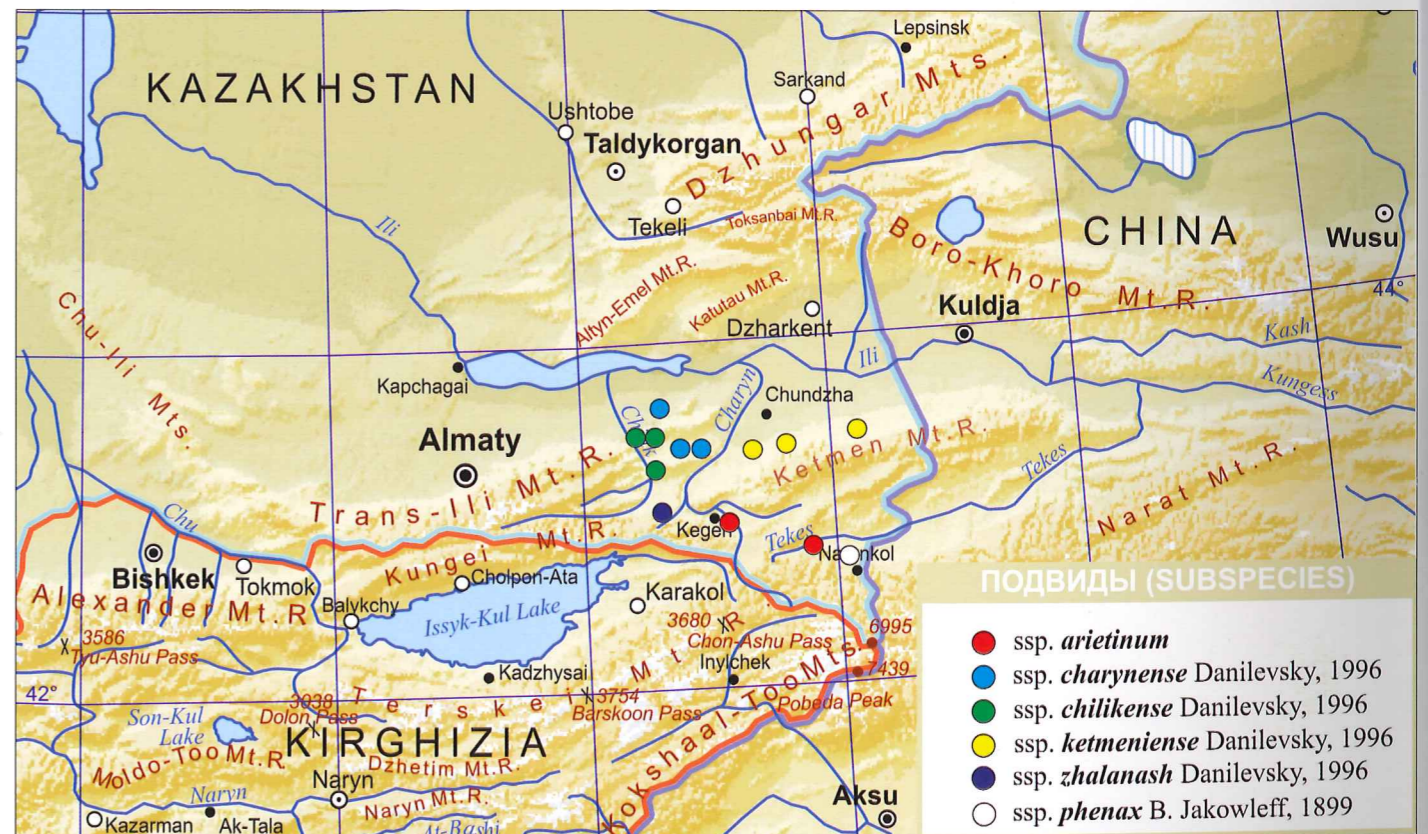 Lepsinsk
KAZAKHSTAN
Sarkand
Dzhungar Mts.
Ushtobe
Taldykorgan
Tekeli
Toksanbai Mt.R.
Ili
CHINA
Wusu
Boro-Khoro Mt.R.
Altyn-Emel Mt.R.
Katutau Mt.R.
Kuldja
44°
Chu-Ili Mts.
Dzharkent
Kash
Ili
Kapchagai
Kungess
Charyn
Chundzha
Almaty
Ketmen Mt.R.
Tekes
Narat Mt.R.
Trans-Ili Mt.R.
Chu
Kegen
Tekes
Kungei Mt.R.
Bishkek
Tokmok
Cholpon-Ata
Karakol
Alexander Mt.R
Balykchy
Issyk-Kul Lake
3586
Tyu-Ashu Pass
3680
Chon-Ashu Pass
6995
Kadzhysai
Inylchek
7439
42°
Terskei Mt.R
3754
Barskoon Pass
Pobeda Peak
3038
Dolon Pass
Son-Kul
Lake
KIRGHIZIA
Kokshaal-Too Mts.
Moldo-Too Mt.R.
Dzhetim Mt.R.
Naryn
Naryn
Naryn Mt.R.
Aksu
Kazarman
Ak-Tala
At-Bashi
ПОДВИДЫ (SUBSPECIES)
ssp. arietinum
ssp. charynense Danilevsky, 1996
ssp. chilikense Danilevsky, 1996
ssp. ketmeniense Danilevsky, 1996
ssp. zhalanash Danilevsky, 1996
ssp. phenax B. Jakowleff, 1899